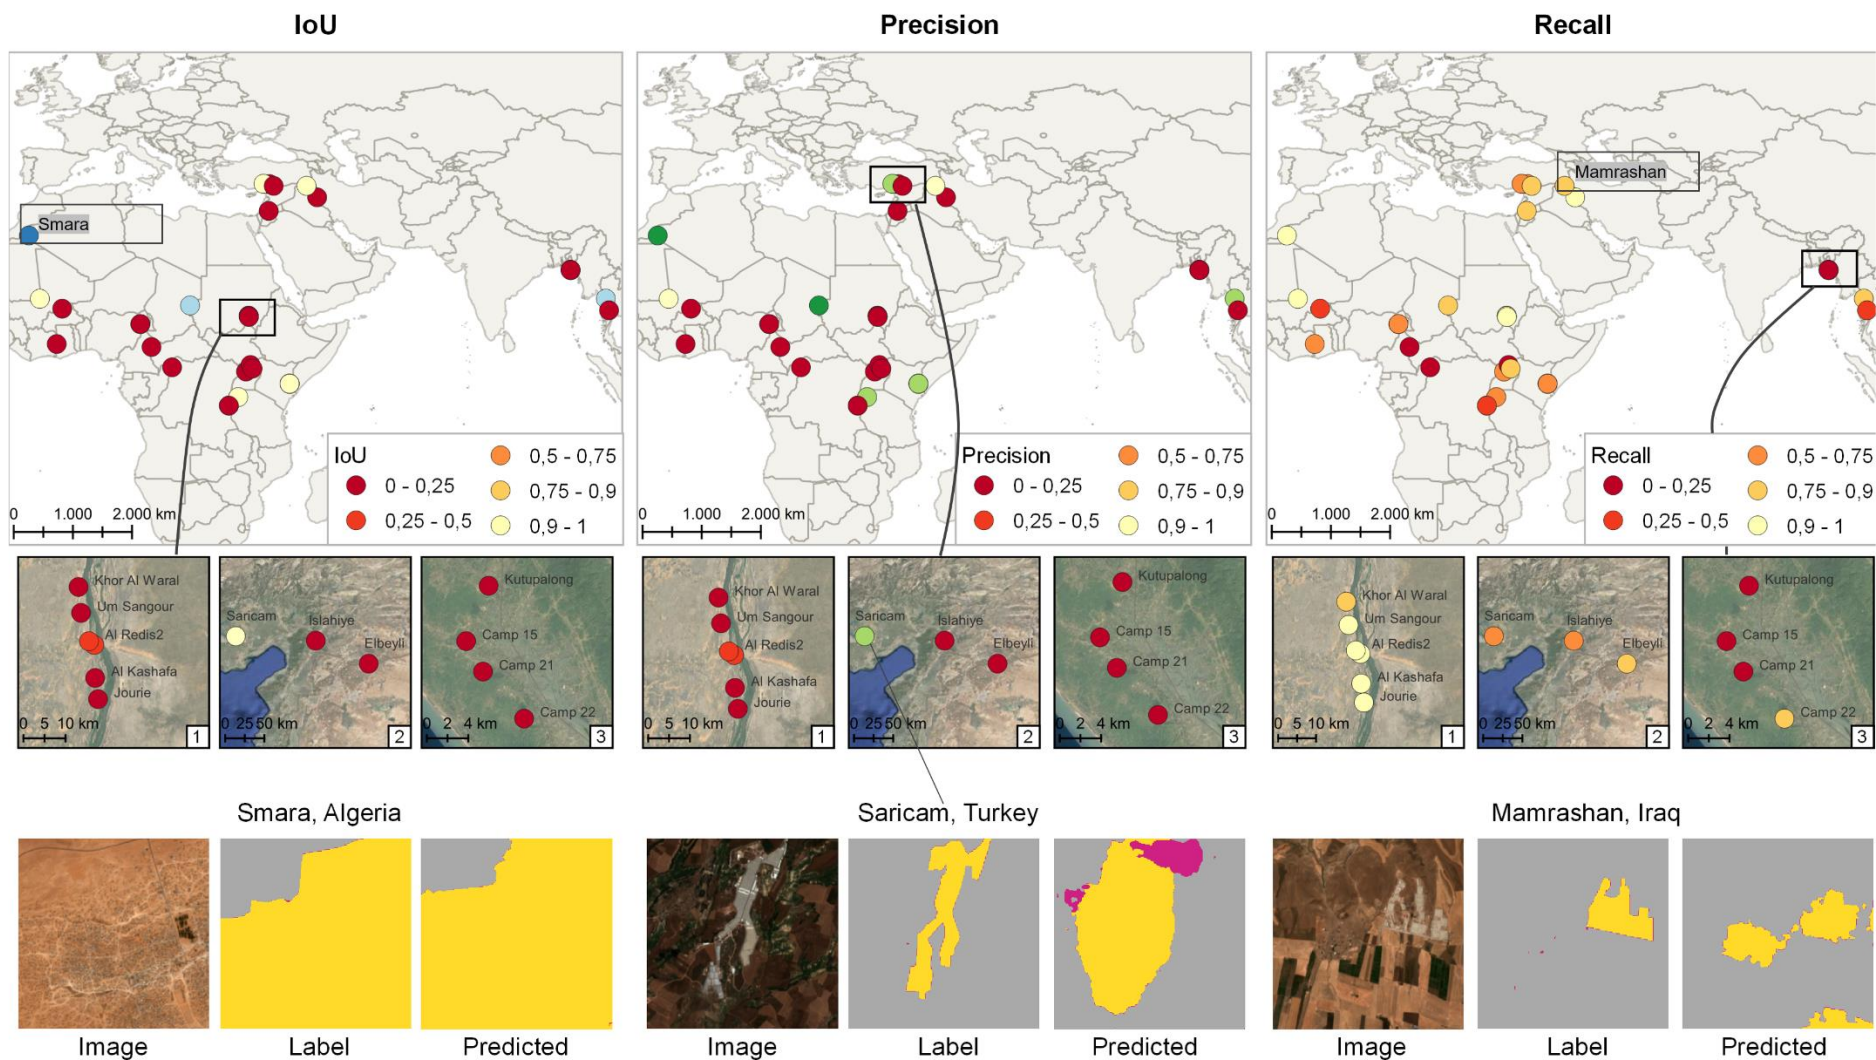 IoU
Precision
Recall
Smara
Mamrashan
IoU
0 - 0,25
0,25 - 0,5
0,5 - 0,75
0,75 - 0,9
0,9 - 1
0 1.000 2.000 km
Precision
0 - 0,25
0,25 - 0,5
0,5 - 0,75
0,75 - 0,9
0,9 - 1
0 1.000 2.000 km
Recall
0 - 0,25
0,25 - 0,5
0,5 - 0,75
0,75 - 0,9
0,9 - 1
0 1.000 2.000 km
Khor Al Waral
Um Sangour
Al Redis2
Al Kashafa
Jourie
0 5 10 km
1
Saricam
Islahiye
Elbeyli
0 25 50 km
2
Kutupalong
Camp 15
Camp 21
Camp 22
0 2 4 km
3
Khor Al Waral
Um Sangour
Al Redis2
Al Kashafa
Jourie
0 5 10 km
1
Saricam
Islahiye
Elbeyli
0 25 50 km
2
Kutupalong
Camp 15
Camp 21
Camp 22
0 2 4 km
3
Khor Al Waral
Um Sangour
Al Redis2
Al Kashafa
Jourie
0 5 10 km
1
Saricam
Islahiye
Elbeyli
0 25 50 km
2
Kutupalong
Camp 15
Camp 21
Camp 22
0 2 4 km
3
Smara, Algeria
Saricam, Turkey
Mamrashan, Iraq
Image
Label
Predicted
Image
Label
Predicted
Image
Label
Predicted